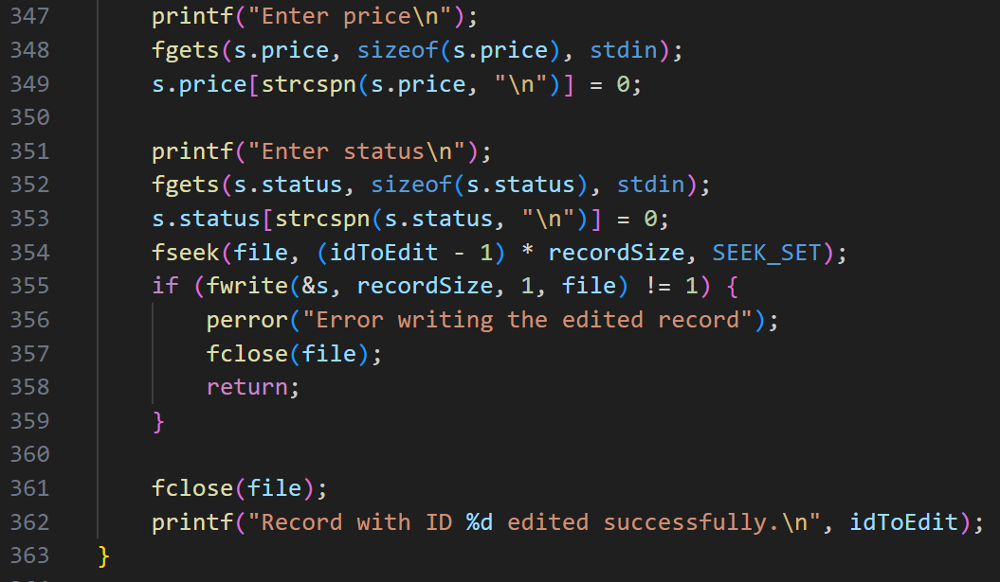 347 printf("Enter price\n");
348 fgets(s.price, sizeof(s.price), stdin);
349 s.price[strcspn(s.price, "\n")] = 0;
350
351 printf("Enter status\n");
352 fgets(s.status, sizeof(s.status), stdin);
353 s.status[strcspn(s.status, "\n")] = 0;
354 fseek(file, (idToEdit - 1) * recordSize, SEEK_SET);
355 if (fwrite(&s, recordSize, 1, file) != 1) {
356 perror("Error writing the edited record");
357 fclose(file);
358 return;
359 }
360
361 fclose(file);
362 printf("Record with ID %d edited successfully.\n", idToEdit);
363 }